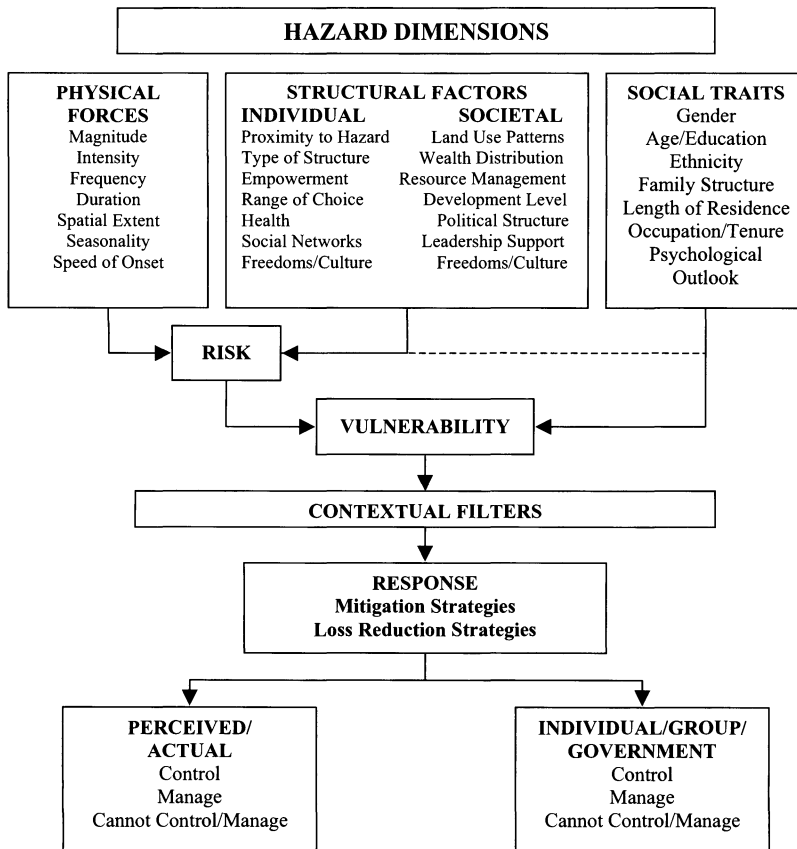 HAZARD DIMENSIONS
PHYSICAL
FORCES
Magnitude
Intensity
Frequency
Duration
Spatial Extent
Seasonality
Speed of Onset
STRUCTURAL FACTORS
INDIVIDUAL SOCIETAL
Proximity to Hazard Land Use Patterns
Type of Structure Wealth Distribution
Empowerment Resource Management
Range of Choice Development Level
Health Political Structure
Social Networks Leadership Support
Freedoms/Culture Freedoms/Culture
SOCIAL TRAITS
Gender
Age/Education
Ethnicity
Family Structure
Length of Residence
Occupation/Tenure
Psychological
Outlook
RISK
VULNERABILITY
CONTEXTUAL FILTERS
RESPONSE
Mitigation Strategies
Loss Reduction Strategies
PERCEIVED/
ACTUAL
Control
Manage
Cannot Control/Manage
INDIVIDUAL/GROUP/
GOVERNMENT
Control
Manage
Cannot Control/Manage